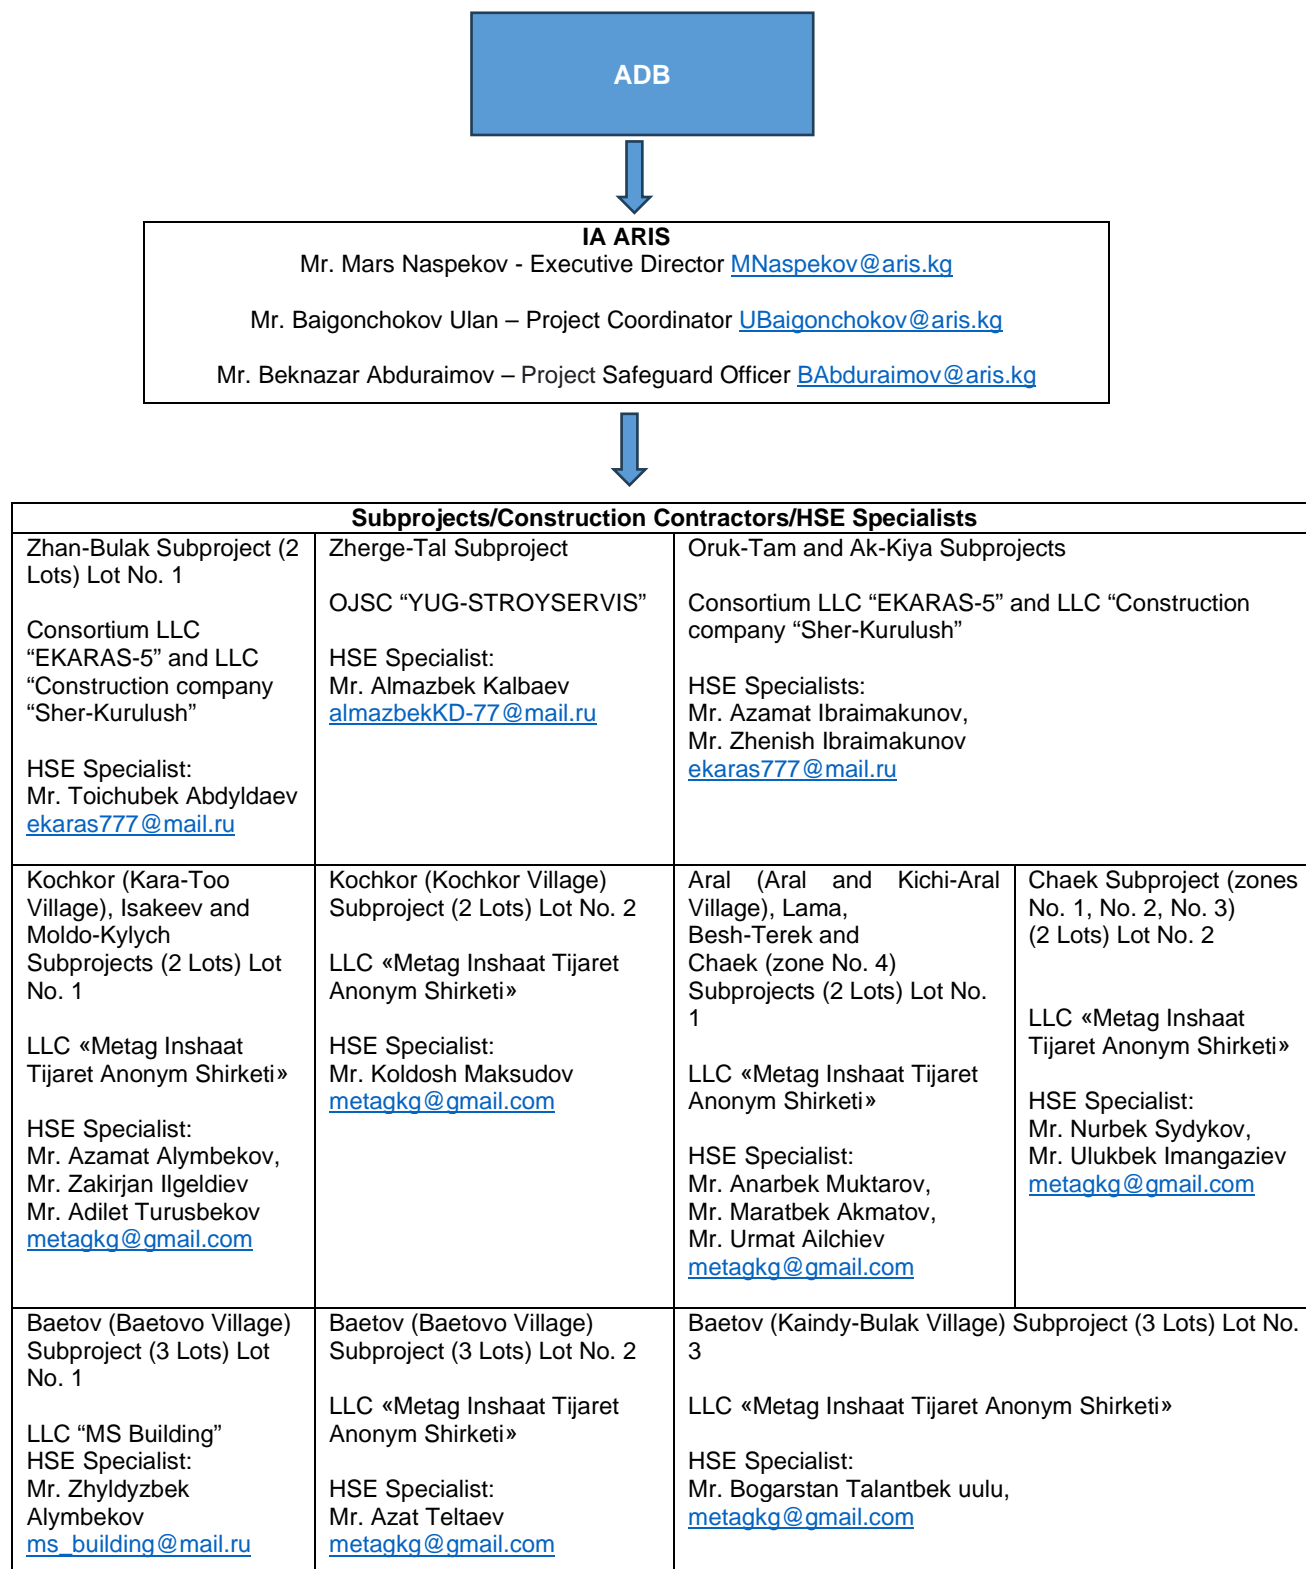 ADB
IA ARIS
Mr. Mars Naspekov - Executive Director MNaspekov@aris.kg
Mr. Baigonchokov Ulan – Project Coordinator UBaigonchokov@aris.kg
Mr. Beknazar Abduraimov – Project Safeguard Officer BAbduraimov@aris.kg
Subprojects/Construction Contractors/HSE Specialists
Zhan-Bulak Subproject (2
Lots) Lot No. 1
Consortium LLC
“EKARAS-5” and LLC
“Construction company
“Sher-Kurulush”
HSE Specialist:
Mr. Toichubek Abdyldaev
ekaras777@mail.ru
Zherge-Tal Subproject
OJSC “YUG-STROYSERVIS”
HSE Specialist:
Mr. Almazbek Kalbaev
almazbekKD-77@mail.ru
Oruk-Tam and Ak-Kiya Subprojects
Consortium LLC “EKARAS-5” and LLC “Construction
company “Sher-Kurulush”
HSE Specialists:
Mr. Azamat Ibraimakunov,
Mr. Zhenish Ibraimakunov
ekaras777@mail.ru
Kochkor (Kara-Too
Village), Isakeev and
Moldo-Kylych
Subprojects (2 Lots) Lot
No. 1
LLC «Metag Inshaat
Tijaret Anonym Shirketi»
HSE Specialist:
Mr. Azamat Alymbekov,
Mr. Zakirjan Ilgeldiev
Mr. Adilet Turusbekov
metagkg@gmail.com
Kochkor (Kochkor Village)
Subproject (2 Lots) Lot No. 2
LLC «Metag Inshaat Tijaret
Anonym Shirketi»
HSE Specialist:
Mr. Koldosh Maksudov
metagkg@gmail.com
Aral (Aral and Kichi-Aral
Village), Lama,
Besh-Terek and
Chaek (zone No. 4)
Subprojects (2 Lots) Lot No.
1
LLC «Metag Inshaat Tijaret
Anonym Shirketi»
HSE Specialist:
Mr. Anarbek Muktarov,
Mr. Maratbek Akmatov,
Mr. Urmat Ailchiev
metagkg@gmail.com
Chaek Subproject (zones
No. 1, No. 2, No. 3)
(2 Lots) Lot No. 2
LLC «Metag Inshaat
Tijaret Anonym Shirketi»
HSE Specialist:
Mr. Nurbek Sydykov,
Mr. Ulukbek Imangaziev
metagkg@gmail.com
Baetov (Baetovo Village)
Subproject (3 Lots) Lot
No. 1
LLC “MS Building”
HSE Specialist:
Mr. Zhyldyzbek
Alymbekov
ms_building@mail.ru
Baetov (Baetovo Village)
Subproject (3 Lots) Lot No. 2
LLC «Metag Inshaat Tijaret
Anonym Shirketi»
HSE Specialist:
Mr. Azat Teltaev
metagkg@gmail.com
Baetov (Kaindy-Bulak Village) Subproject (3 Lots) Lot No.
3
LLC «Metag Inshaat Tijaret Anonym Shirketi»
HSE Specialist:
Mr. Bogarstan Talantbek uulu,
metagkg@gmail.com